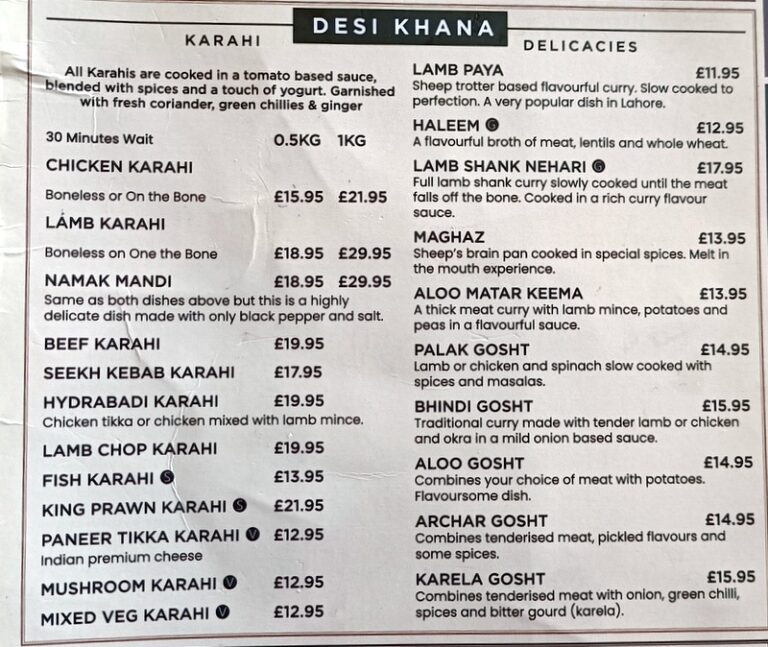 DESI KHANA
KARAHI
All Karahis are cooked in a tomato based sauce,
blended with spices and a touch of yogurt. Garnished
with fresh coriander, green chillies & ginger
30 Minutes Wait 0.5KG 1KG
CHICKEN KARAHI
Boneless or On the Bone £15.95 £21.95
LAMB KARAHI
Boneless on One the Bone £18.95 £29.95
NAMAK MANDI £18.95 £29.95
Same as both dishes above but this is a highly
delicate dish made with only black pepper and salt.
BEEF KARAHI £19.95
SEEKH KEBAB KARAHI £17.95
HYDRABADI KARAHI £19.95
Chicken tikka or chicken mixed with lamb mince.
LAMB CHOP KARAHI £19.95
FISH KARAHI S £13.95
KING PRAWN KARAHI S £21.95
PANEER TIKKA KARAHI V £12.95
Indian premium cheese
MUSHROOM KARAHI V £12.95
MIXED VEG KARAHI V £12.95
DELICACIES
LAMB PAYA £11.95
Sheep trotter based flavourful curry. Slow cooked to
perfection. A very popular dish in Lahore.
HALEEM G £12.95
A flavourful broth of meat, lentils and whole wheat.
LAMB SHANK NEHARI G £17.95
Full lamb shank curry slowly cooked until the meat
falls off the bone. Cooked in a rich curry flavour
sauce.
MAGHAZ £13.95
Sheep's brain pan cooked in special spices. Melt in
the mouth experience.
ALOO MATAR KEEMA £13.95
A thick meat curry with lamb mince, potatoes and
peas in a flavourful sauce.
PALAK GOSHT £14.95
Lamb or chicken and spinach slow cooked with
spices and masalas.
BHINDI GOSHT £15.95
Traditional curry made with tender lamb or chicken
and okra in a mild onion based sauce.
ALOO GOSHT £14.95
Combines your choice of meat with potatoes.
Flavoursome dish.
ARCHAR GOSHT £14.95
Combines tenderised meat, pickled flavours and
some spices.
KARELA GOSHT £15.95
Combines tenderised meat with onion, green chilli,
spices and bitter gourd (karela).